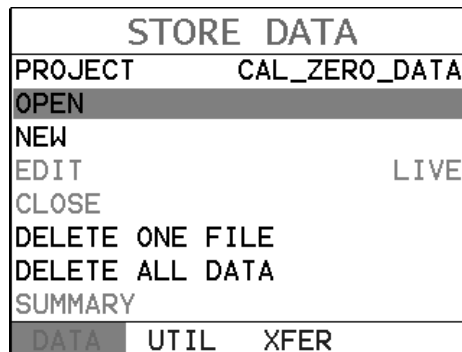 STORE DATA
PROJECT CAL_ZERO_DATA
OPEN
NEW
EDIT LIVE
CLOSE
DELETE ONE FILE
DELETE ALL DATA
SUMMARY
DATA UTIL XFER